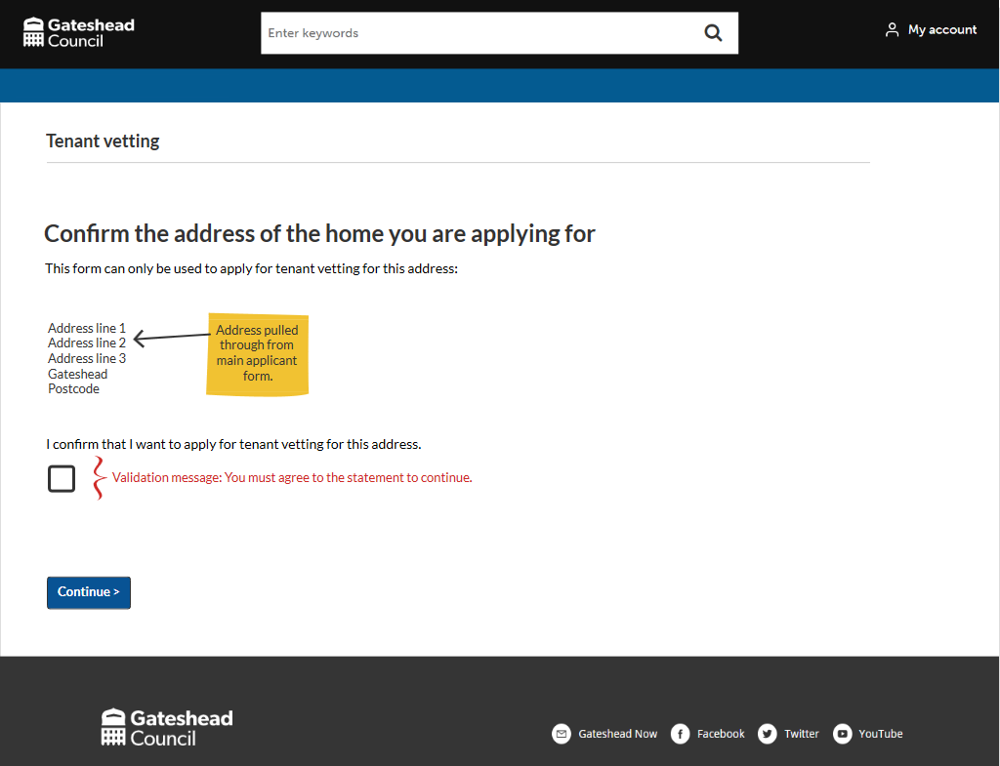 Gateshead
Council
Enter keywords
My account
Tenant vetting
Confirm the address of the home you are applying for
This form can only be used to apply for tenant vetting for this address:
Address line 1
Address line 2
Address line 3
Gateshead
Postcode
Address pulled
through from
main applicant
form.
I confirm that I want to apply for tenant vetting for this address.
Validation message: You must agree to the statement to continue.
Continue >
Gateshead
Council
Gateshead Now
Facebook
Twitter
YouTube